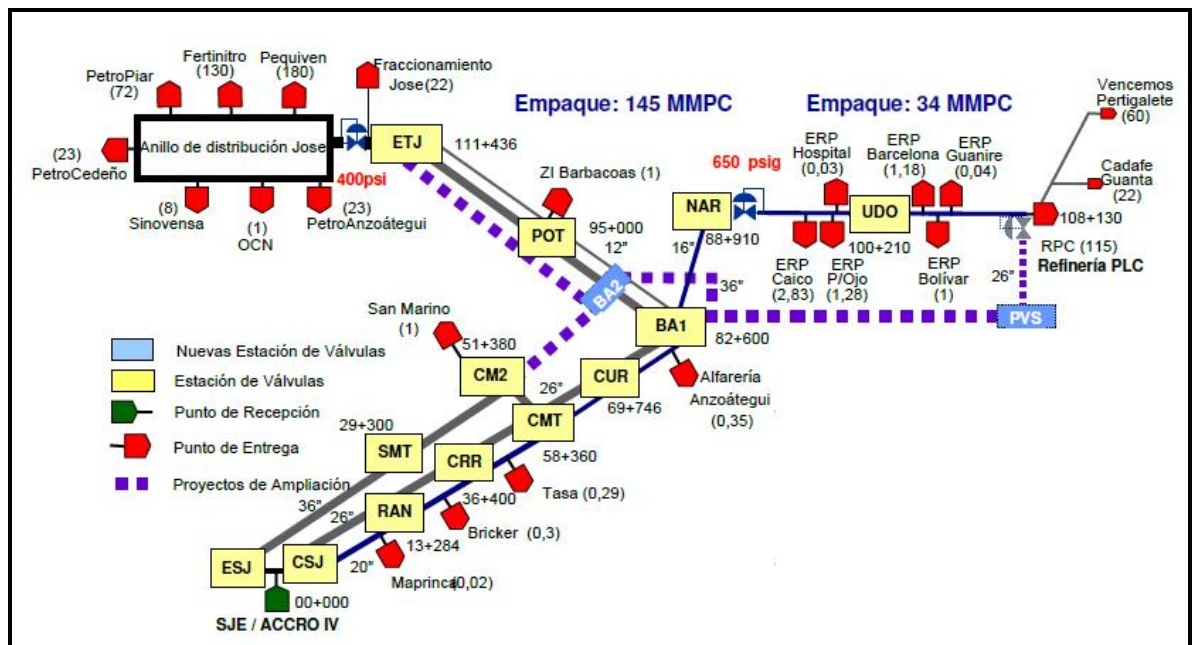 Fertinitro
(130)
Pequiven
(180)
PetroPiar
(72)
Fraccionamiento
Jose(22)
Empaque: 145 MMPC
Empaque: 34 MMPC
Vencemos
Pertigalete
(60)
Anillo de distribución Jose
ETJ
111+436
(23)
PetroCedeño
400psi
(8)
Sinovensa
(1)
OCN
(23)
PetroAnzoátegui
ZI Barbacoas (1)
650 psig
ERP
Hospital
(0,03)
ERP
Barcelona
(1,18)
ERP
Guanire
(0,04)
Cadafe
Guanta
(22)
NAR
88+910
UDO
100+210
108+130
RPC (115)
Refinería PLC
POT
95+000
12"
16"
ERP
Caico
(2,83)
ERP
P/Ojo
(1,28)
ERP
Bolívar
(1)
26"
BA2
36"
PVS
BA1
82+600
San Marino
(1)
51+380
CM2
26"
CUR
69+746
Alfarería
Anzoátegui
(0,35)
Nuevas Estación de Válvulas
Estación de Válvulas
Punto de Recepción
Punto de Entrega
Proyectos de Ampliación
29+300
SMT
CMT
58+360
CRR
36+400
Tasa (0,29)
36"
26"
RAN
13+284
Bricker (0,3)
ESJ
CSJ
20"
Maprinca(0,02)
00+000
SJE / ACCRO IV